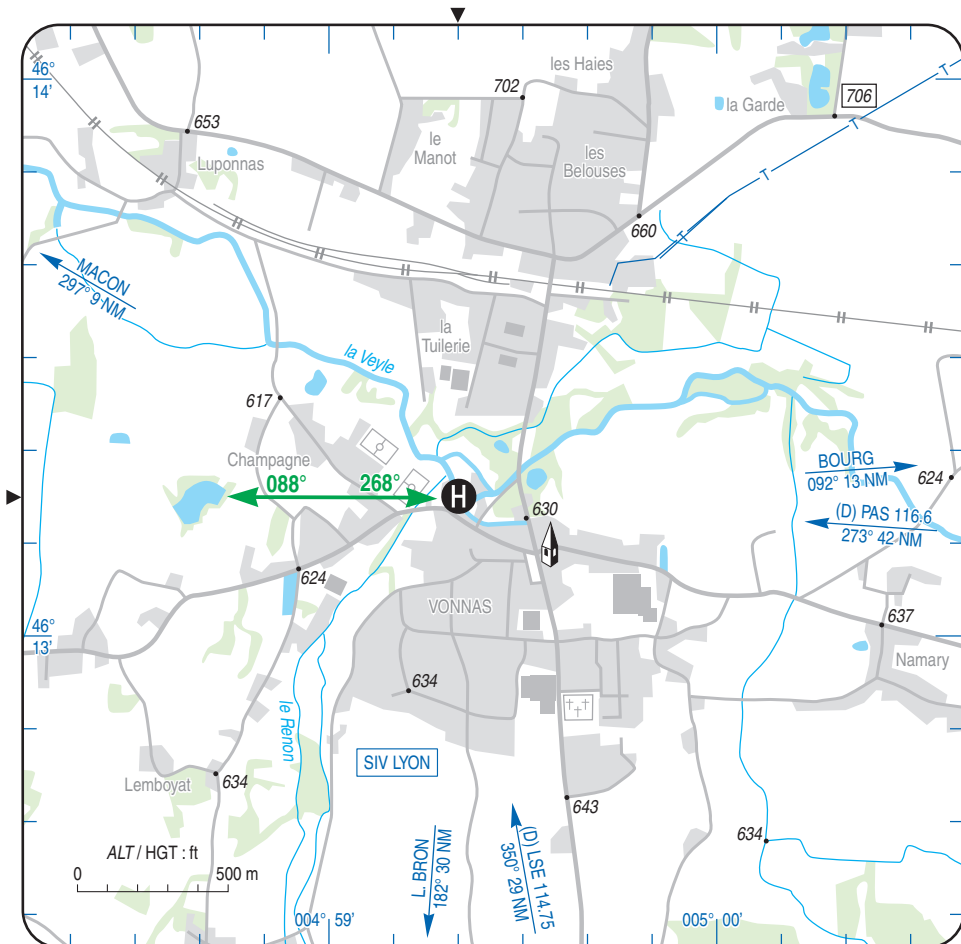 46°
14'
les Haies
702
la Garde
706
653
le
Manot
les
Belouses
Luponnas
660
T
T
T
T
MACON
297° 9 NM
la
Tuilerie
la Veyle
617
Champagne
088°
268°
H
BOURG
092° 13 NM
624
(D) PAS 116.6
273° 42 NM
630
624
VONNAS
46°
13'
637
Namary
634
le Renon
SIV LYON
Lemboyat
634
643
634
ALT / HGT : ft
0
500 m
L. BRON
182° 30 NM
(D) LSE 114.75
350° 29 NM
004° 59'
005° 00'